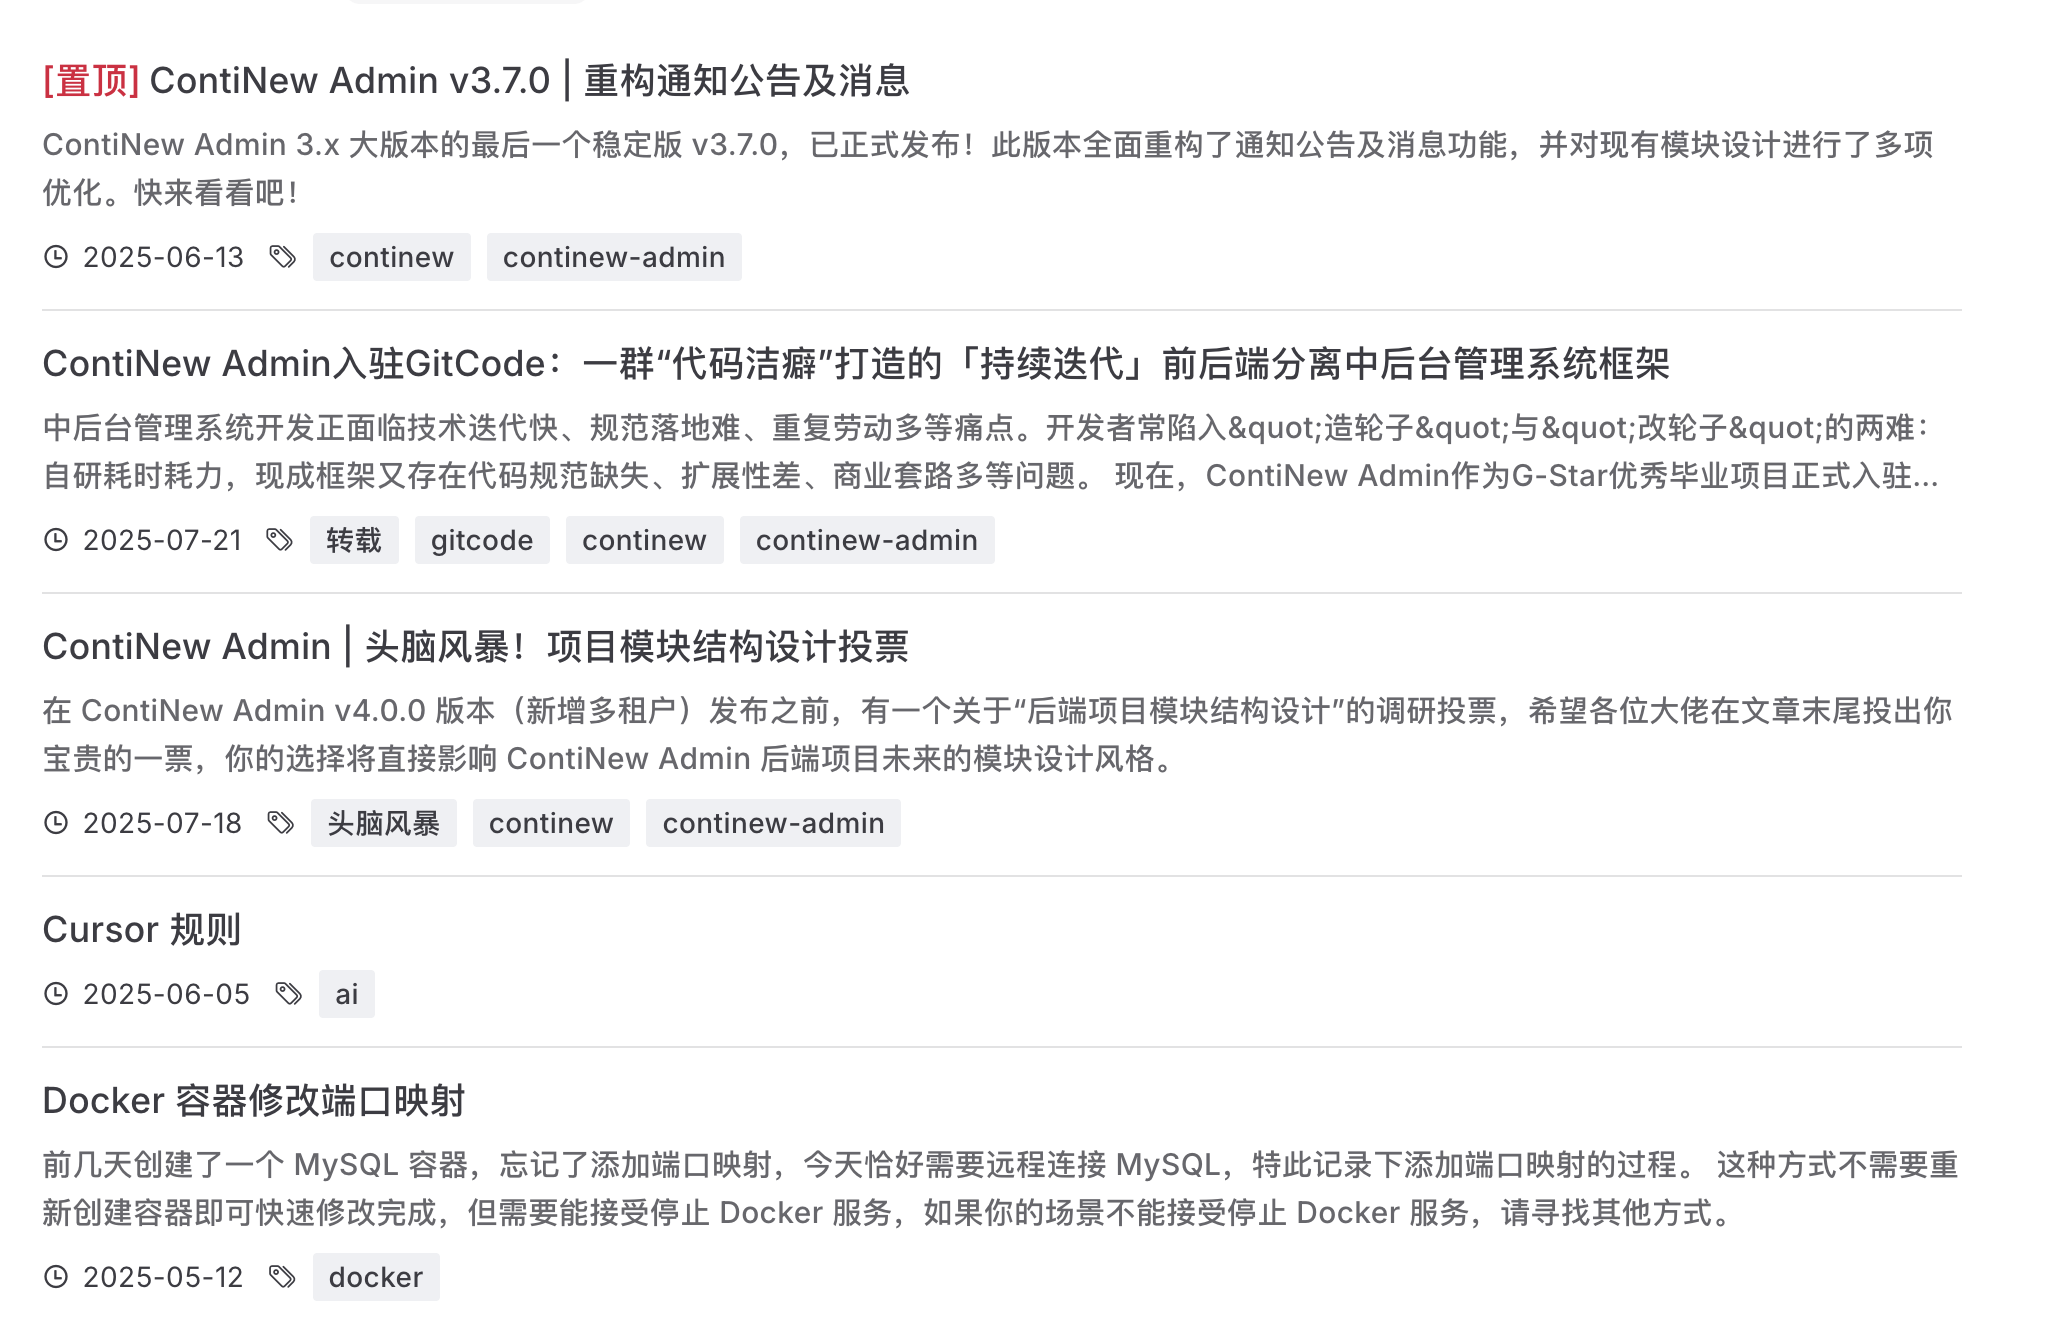 [置顶] ContiNew Admin v3.7.0 | 重构通知公告及消息
ContiNew Admin 3.x 大版本的最后一个稳定版 v3.7.0，已正式发布！此版本全面重构了通知公告及消息功能，并对现有模块设计进行了多项
优化。快来看看吧！
2025-06-13 continew continew-admin
ContiNew Admin入驻GitCode：一群“代码洁癖”打造的「持续迭代」前后端分离中后台管理系统框架
中后台管理系统开发正面临技术迭代快、规范落地难、重复劳动多等痛点。开发者常陷入&quot;造轮子&quot;与&quot;改轮子&quot;的两难：
自研耗时耗力，现成框架又存在代码规范缺失、扩展性差、商业套路多等问题。 现在，ContiNew Admin作为G-Star优秀毕业项目正式入驻...
2025-07-21 转载 gitcode continew continew-admin
ContiNew Admin | 头脑风暴！项目模块结构设计投票
在 ContiNew Admin v4.0.0 版本（新增多租户）发布之前，有一个关于“后端项目模块结构设计”的调研投票，希望各位大佬在文章末尾投出你
宝贵的一票，你的选择将直接影响 ContiNew Admin 后端项目未来的模块设计风格。
2025-07-18 头脑风暴 continew continew-admin
Cursor 规则
2025-06-05 ai
Docker 容器修改端口映射
前几天创建了一个 MySQL 容器，忘记了添加端口映射，今天恰好需要远程连接 MySQL，特此记录下添加端口映射的过程。 这种方式不需要重
新创建容器即可快速修改完成，但需要能接受停止 Docker 服务，如果你的场景不能接受停止 Docker 服务，请寻找其他方式。
2025-05-12 docker